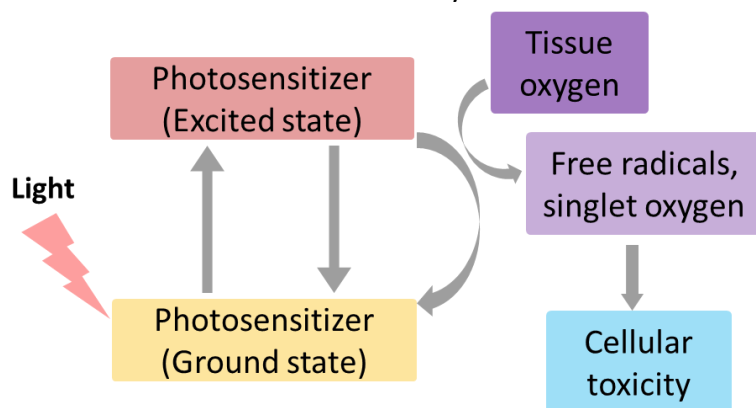 Tissue
oxygen
Photosensitizer
(Excited state)
Free radicals,
singlet oxygen
Light
Photosensitizer
(Ground state)
Cellular
toxicity